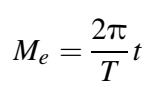 $M_e = \frac{2\pi}{T} t$